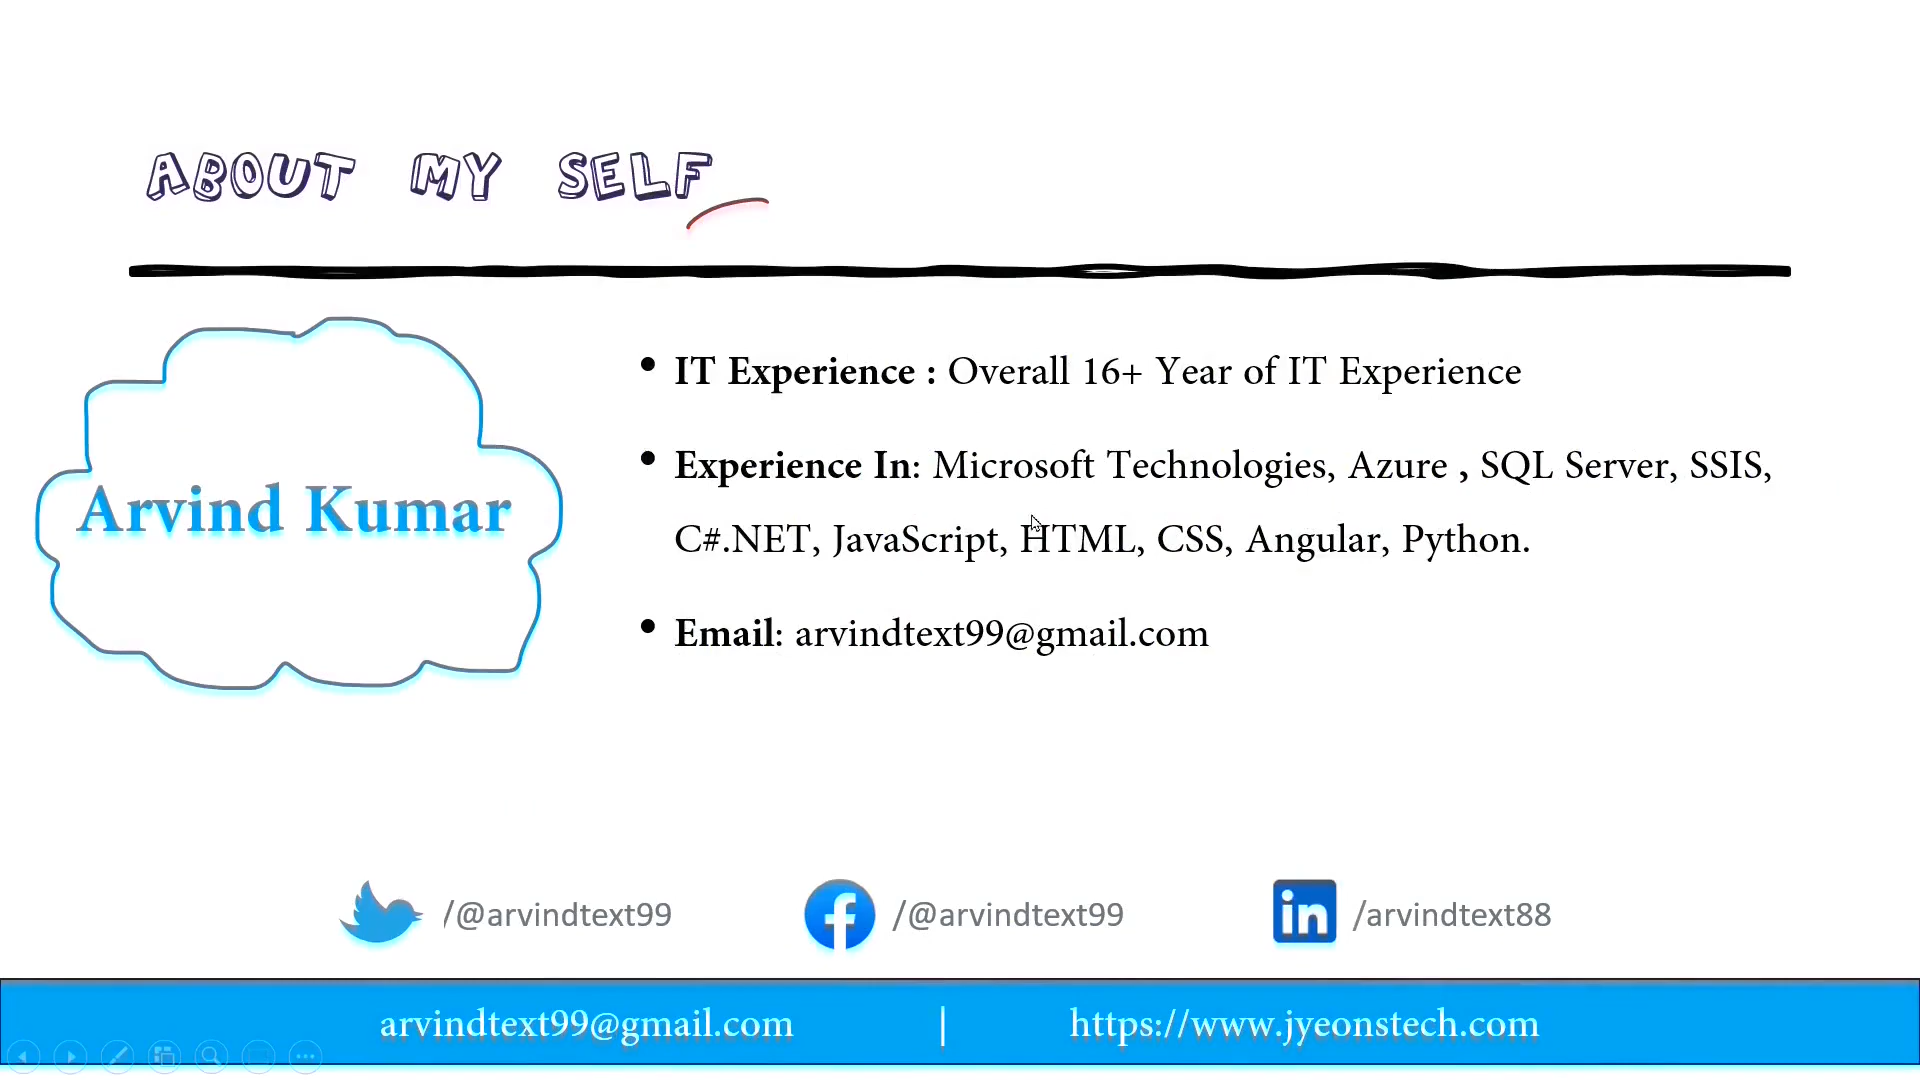 ABOUT MY SELF
Arvind Kumar
• IT Experience : Overall 16+ Year of IT Experience
• Experience In: Microsoft Technologies, Azure , SQL Server, SSIS,
C#.NET, JavaScript, HTML, CSS, Angular, Python.
• Email: arvindtext99@gmail.com
/@arvindtext99
/@arvindtext99
in /arvindtext88
arvindtext99@gmail.com | https://www.jyeonstech.com